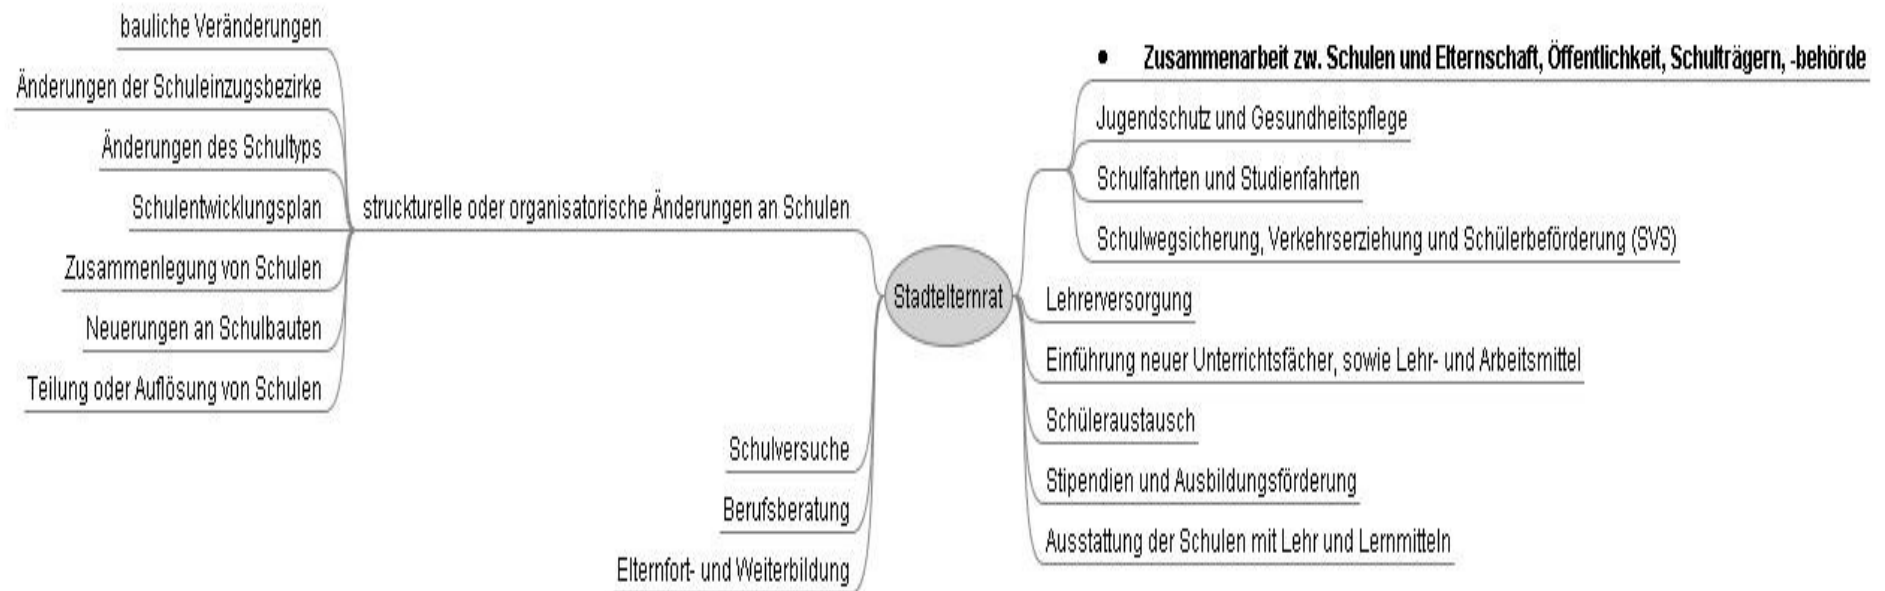 bauliche Veränderungen
Änderungen der Schuleinzugsbezirke
Änderungen des Schultyps
Schulentwicklungsplan
Zusammenlegung von Schulen
Neuerungen an Schulbauten
Teilung oder Auflösung von Schulen
struckturelle oder organisatorische Änderungen an Schulen
Schulversuche
Berufsberatung
Elternfort- und Weiterbildung
Stadtelternrat
• Zusammenarbeit zw. Schulen und Elternschaft, Öffentlichkeit, Schulträgern, -behörde
Jugendschutz und Gesundheitspflege
Schulfahrten und Studienfahrten
Schulwegsicherung, Verkehrserziehung und Schülerbeförderung (SVS)
Lehrerversorgung
Einführung neuer Unterrichtsfächer, sowie Lehr- und Arbeitsmittel
Schüleraustausch
Stipendien und Ausbildungsförderung
Ausstattung der Schulen mit Lehr und Lernmitteln